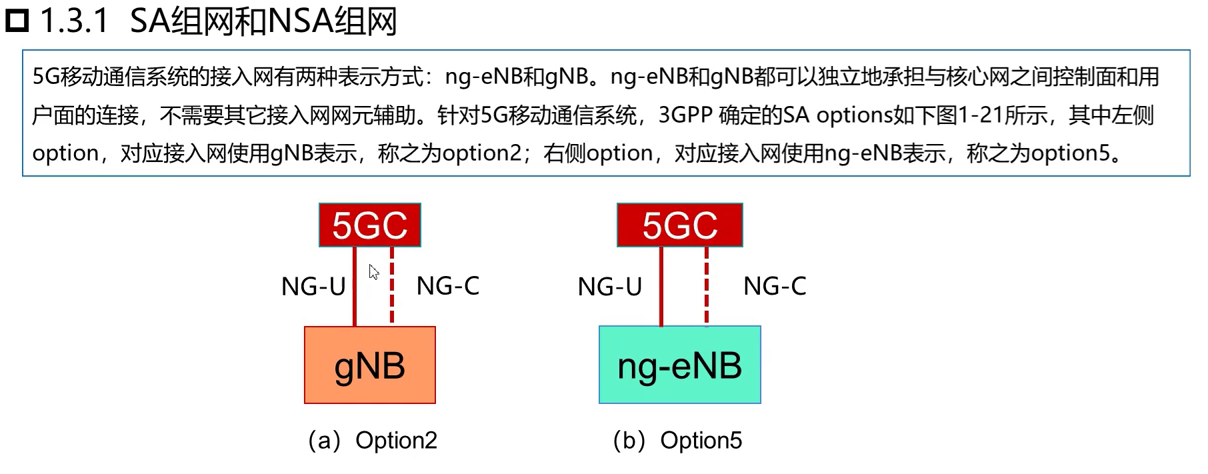 1.3.1 SA组网和NSA组网
5G移动通信系统的接入网有两种表示方式：ng-eNB和gNB。ng-eNB和gNB都可以独立地承担与核心网之间控制面和用
户面的连接，不需要其它接入网网元辅助。针对5G移动通信系统，3GPP 确定的SA options如下图1-21所示，其中左侧
option，对应接入网使用gNB表示，称之为option2；右侧option，对应接入网使用ng-eNB表示，称之为option5。
5GC
5GC
NG-U
NG-C
NG-U
NG-C
gNB
ng-eNB
（a）Option2
（b）Option5